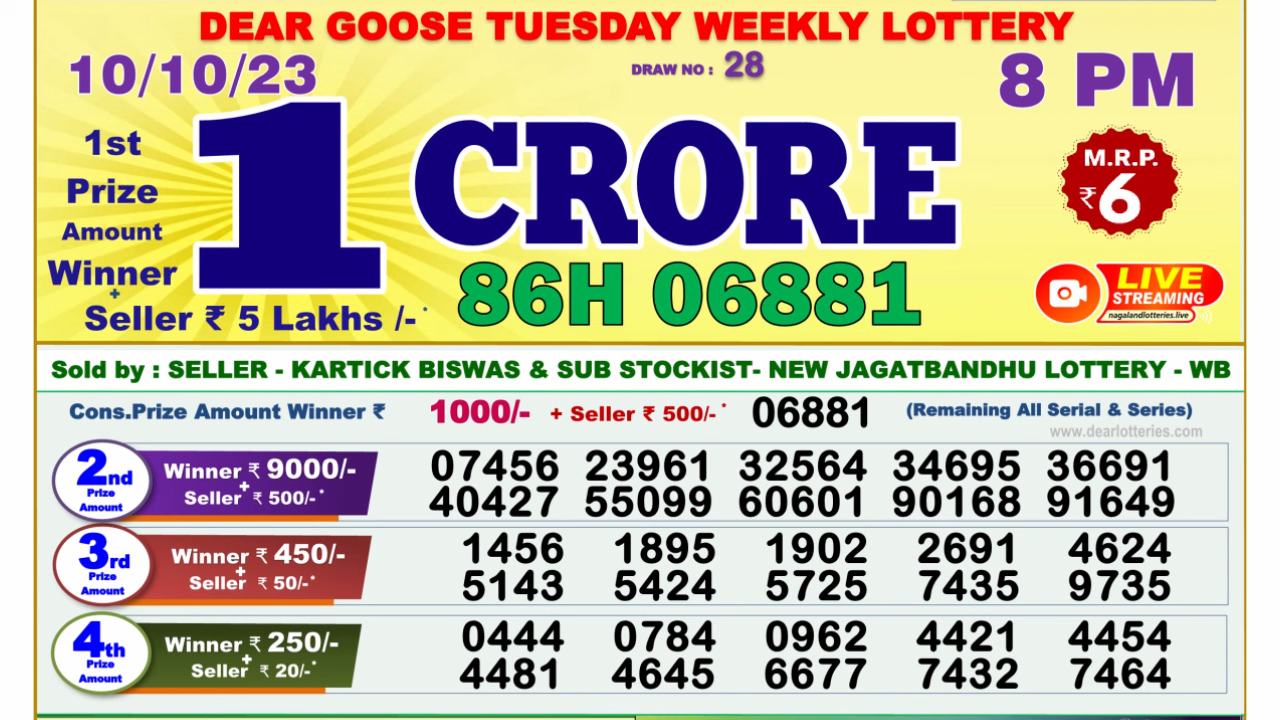 DEAR GOOSE TUESDAY WEEKLY LOTTERY
10/10/23
DRAW NO : 28
8 PM
1st
Prize
Amount
Winner
+
Seller ₹ 5 Lakhs /-*
1 CRORE
86H 06881
M.R.P.
₹6
LIVE
STREAMING
nagalandlotteries.live
Sold by : SELLER - KARTICK BISWAS & SUB STOCKIST- NEW JAGATBANDHU LOTTERY - WB
Cons.Prize Amount Winner ₹ 1000/- + Seller ₹ 500/-* 06881 (Remaining All Serial & Series)
www.dearlotteries.com
2nd
Prize
Amount
Winner ₹ 9000/-
+
Seller ₹ 500/-*
07456 23961 32564 34695 36691
40427 55099 60601 90168 91649
3rd
Prize
Amount
Winner ₹ 450/-
+
Seller ₹ 50/-*
1456 1895 1902 2691 4624
5143 5424 5725 7435 9735
4th
Prize
Amount
Winner ₹ 250/-
+
Seller ₹ 20/-*
0444 0784 0962 4421 4454
4481 4645 6677 7432 7464